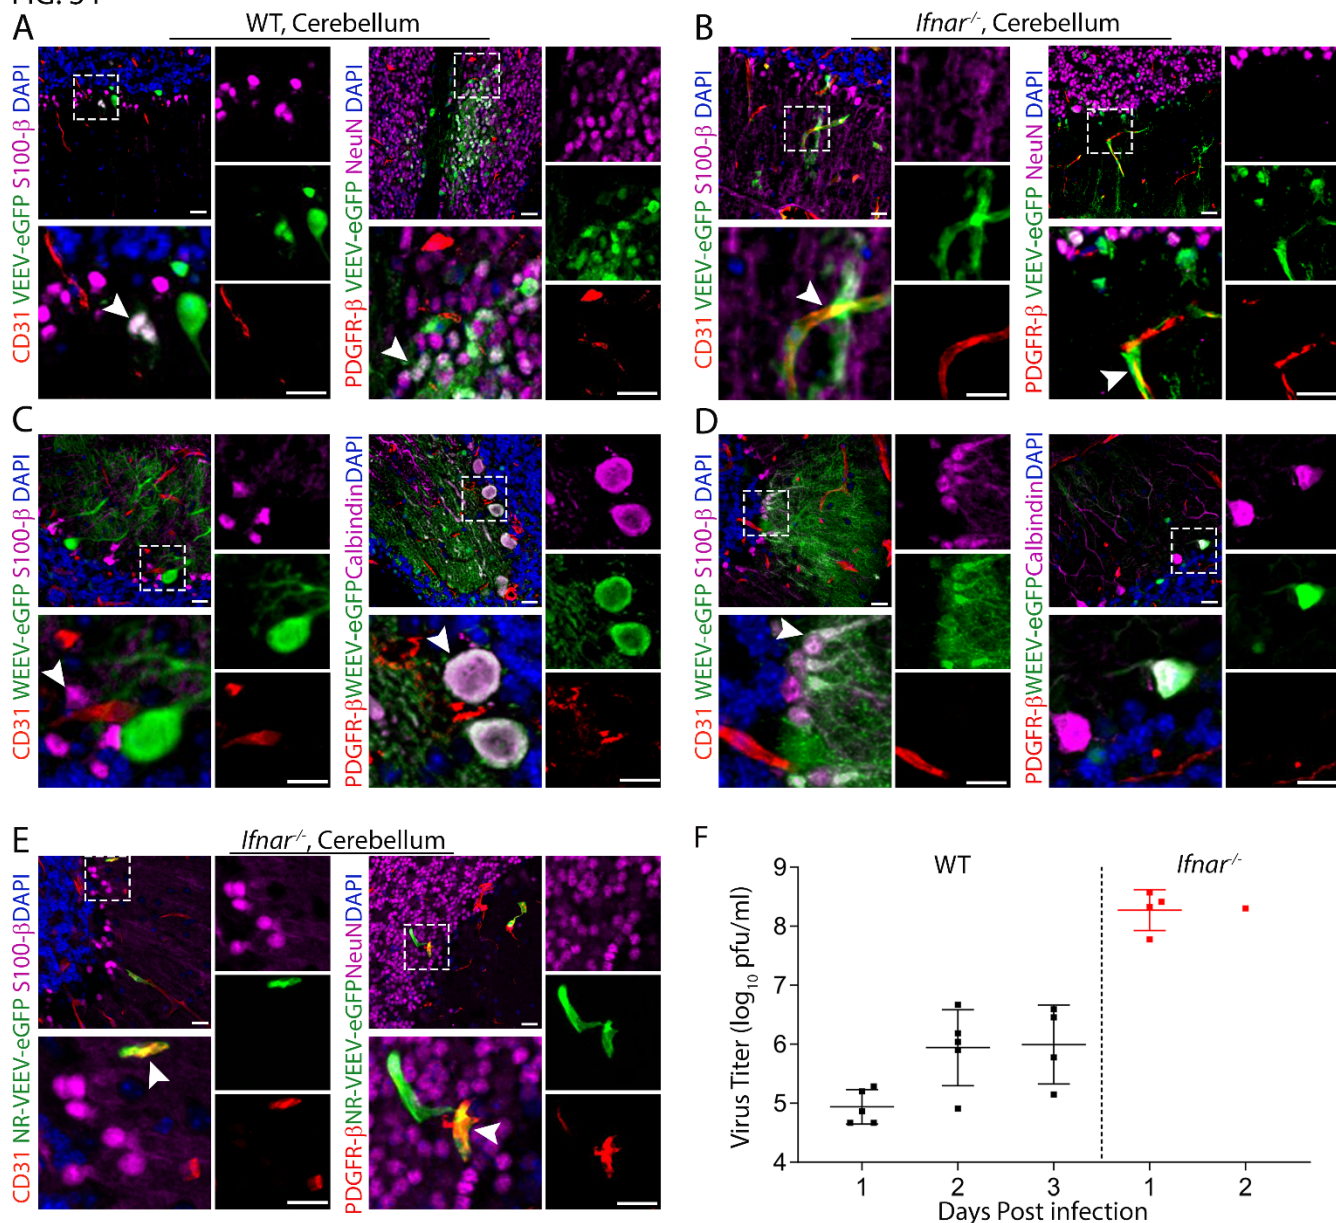 A
WT, Cerebellum
CD31 VEEV-eGFP S100-β DAPI
PDGFR-β VEEV-eGFP NeuN DAPI
B
Ifnar-/-, Cerebellum
CD31 VEEV-eGFP S100-β DAPI
PDGFR-β VEEV-eGFP NeuN DAPI
C
CD31 WEEV-eGFP S100-β DAPI
PDGFR-βWEEV-eGFPCalbindinDAPI
D
CD31 WEEV-eGFP S100-β DAPI
PDGFR-βWEEV-eGFPCalbindinDAPI
E
Ifnar-/-, Cerebellum
CD31 NR-VEEV-eGFP S100-βDAPI
PDGFR-βNR-VEEV-eGFPNeuNDAPI
F
WT
Ifnar-/-
Virus Titer (log10 pfu/ml)
9
8
7
6
5
4
1 2 3 1 2
Days Post infection